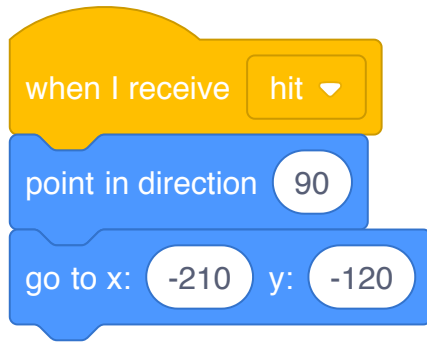 when I receive hit
point in direction 90
go to x: -210 y: -120